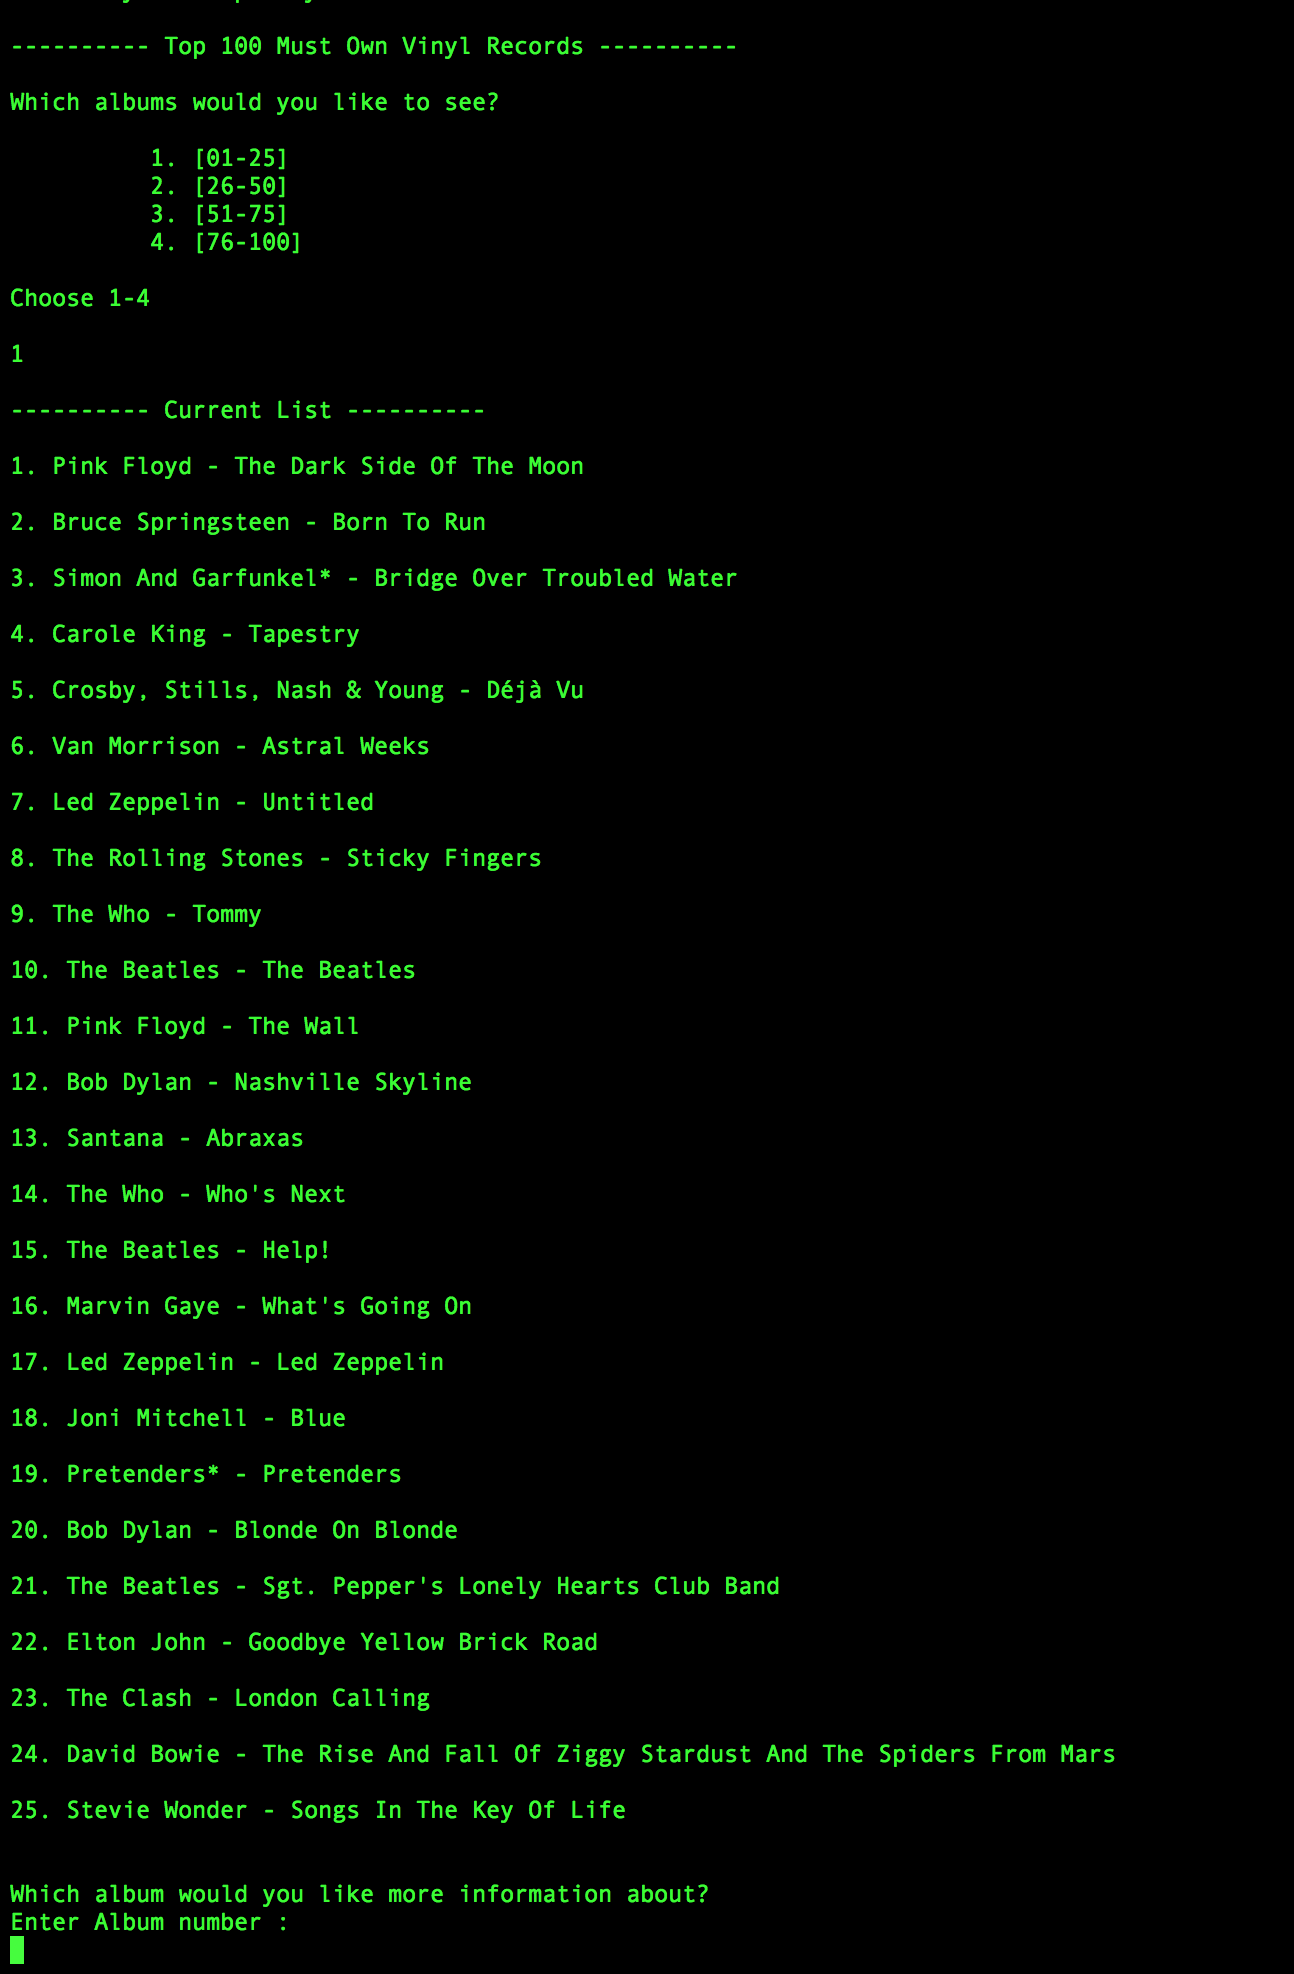 ---------- Top 100 Must Own Vinyl Records ----------
Which albums would you like to see?
1. [01-25]
2. [26-50]
3. [51-75]
4. [76-100]
Choose 1-4
1
---------- Current List ----------
1. Pink Floyd - The Dark Side Of The Moon
2. Bruce Springsteen - Born To Run
3. Simon And Garfunkel* - Bridge Over Troubled Water
4. Carole King - Tapestry
5. Crosby, Stills, Nash & Young - Déjà Vu
6. Van Morrison - Astral Weeks
7. Led Zeppelin - Untitled
8. The Rolling Stones - Sticky Fingers
9. The Who - Tommy
10. The Beatles - The Beatles
11. Pink Floyd - The Wall
12. Bob Dylan - Nashville Skyline
13. Santana - Abraxas
14. The Who - Who's Next
15. The Beatles - Help!
16. Marvin Gaye - What's Going On
17. Led Zeppelin - Led Zeppelin
18. Joni Mitchell - Blue
19. Pretenders* - Pretenders
20. Bob Dylan - Blonde On Blonde
21. The Beatles - Sgt. Pepper's Lonely Hearts Club Band
22. Elton John - Goodbye Yellow Brick Road
23. The Clash - London Calling
24. David Bowie - The Rise And Fall Of Ziggy Stardust And The Spiders From Mars
25. Stevie Wonder - Songs In The Key Of Life
Which album would you like more information about?
Enter Album number :